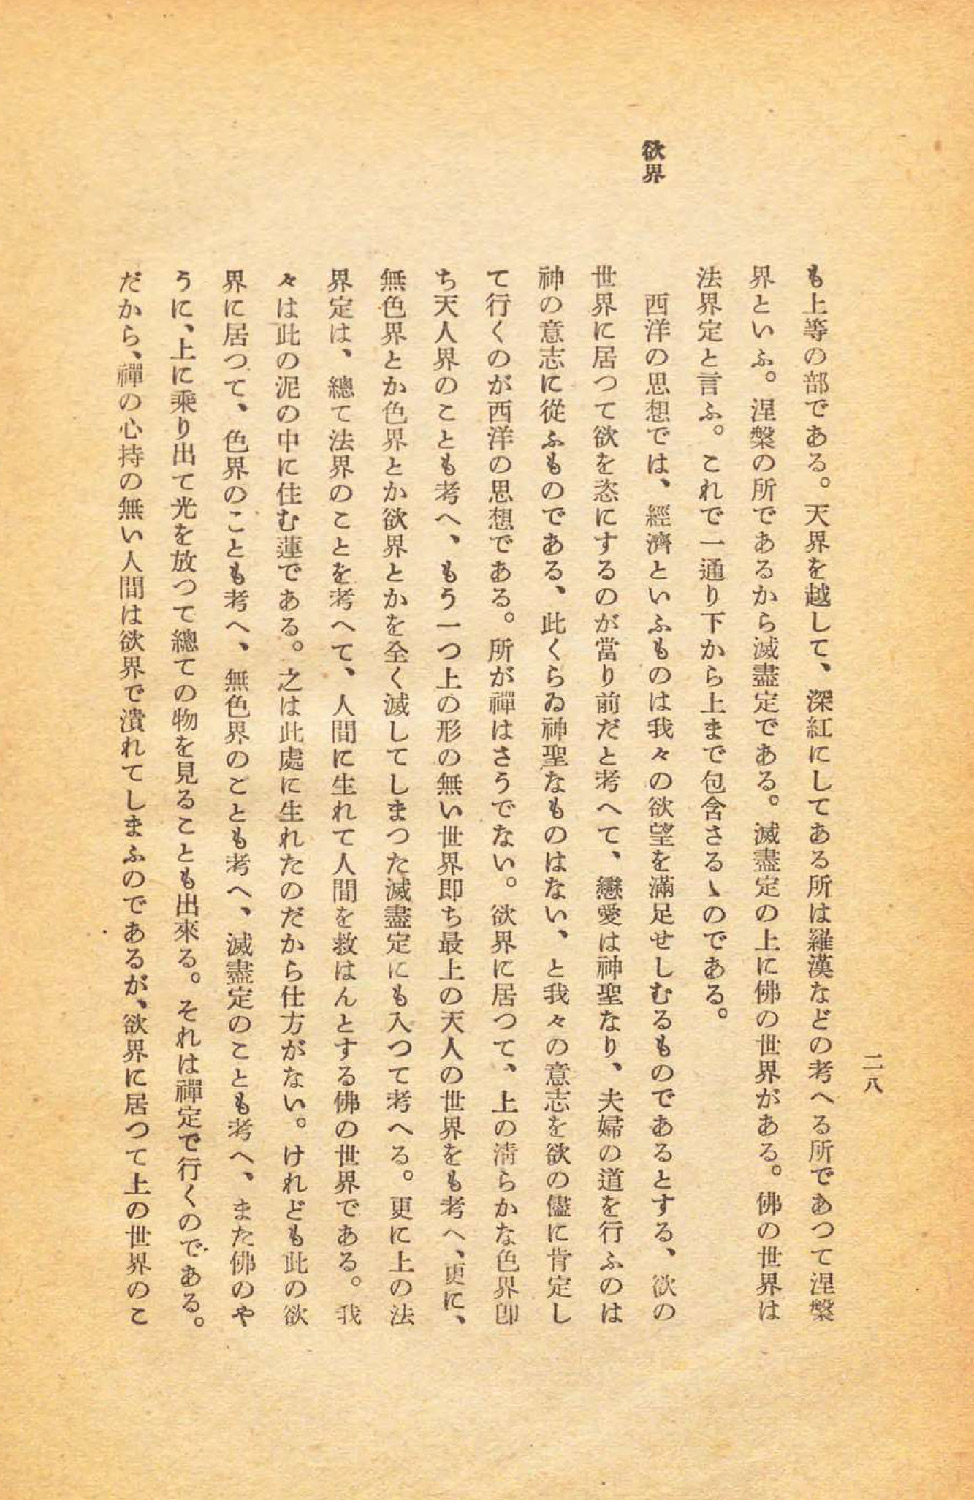 二八
も上等の部である。天界を越して、深紅にしてある所は羅漢などの考へる所であつて涅槃
界といふ。涅槃の所であるから滅盡定である。滅盡定の上に佛の世界がある。佛の世界は
法界定と言ふ。これで一通り下から上まで包含さるゝのである。
欲界
西洋の思想では、經濟といふものは我々の欲望を滿足せしむるものであるとする、欲の
世界に居つて欲を恣にするのが當り前だと考へて、戀愛は神聖なり、夫婦の道を行ふのは
神の意志に從ふものである、此くらゐ神聖なものはない、と我々の意志を欲の儘に肯定し
て行くのが西洋の思想である。所が禪はさうでない。欲界に居つて、上の淸らかな色界卽
ち天人界のことも考へ、もう一つ上の形の無い世界卽ち最上の天人の世界をも考へ、更に、
無色界とか色界とか欲界とかを全く滅してしまつた滅盡定にも入つて考へる。更に上の法
界定は、總て法界のことを考へて、人間に生れて人間を救はんとする佛の世界である。我
々は此の泥の中に住む蓮である。之は此處に生れたのだから仕方がない。けれども此の欲
界に居つて、色界のことも考へ、無色界のことも考へ、滅盡定のことも考へ、また佛のや
うに、上に乘り出て光を放つて總ての物を見ることも出來る。それは禪定で行くのである。
だから、禪の心持の無い人間は欲界で潰れてしまふのであるが、欲界に居つて上の世界のこ